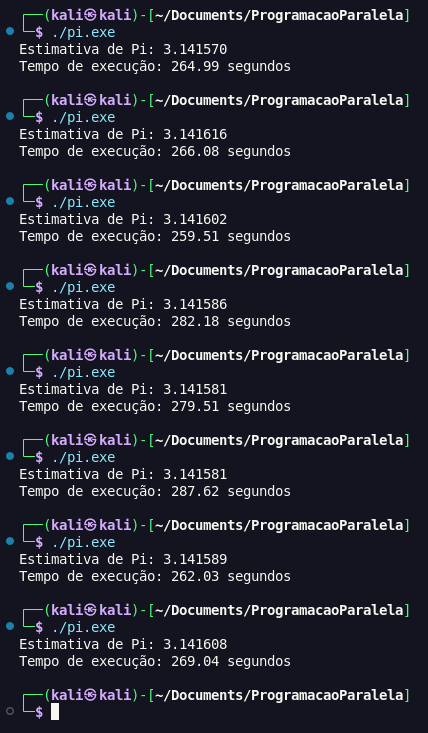 ┌──(kali㉿kali)-[~/Documents/ProgramacaoParalela]
└─$ ./pi.exe
Estimativa de Pi: 3.141570
Tempo de execução: 264.99 segundos
┌──(kali㉿kali)-[~/Documents/ProgramacaoParalela]
└─$ ./pi.exe
Estimativa de Pi: 3.141616
Tempo de execução: 266.08 segundos
┌──(kali㉿kali)-[~/Documents/ProgramacaoParalela]
└─$ ./pi.exe
Estimativa de Pi: 3.141602
Tempo de execução: 259.51 segundos
┌──(kali㉿kali)-[~/Documents/ProgramacaoParalela]
└─$ ./pi.exe
Estimativa de Pi: 3.141586
Tempo de execução: 282.18 segundos
┌──(kali㉿kali)-[~/Documents/ProgramacaoParalela]
└─$ ./pi.exe
Estimativa de Pi: 3.141581
Tempo de execução: 279.51 segundos
┌──(kali㉿kali)-[~/Documents/ProgramacaoParalela]
└─$ ./pi.exe
Estimativa de Pi: 3.141581
Tempo de execução: 287.62 segundos
┌──(kali㉿kali)-[~/Documents/ProgramacaoParalela]
└─$ ./pi.exe
Estimativa de Pi: 3.141589
Tempo de execução: 262.03 segundos
┌──(kali㉿kali)-[~/Documents/ProgramacaoParalela]
└─$ ./pi.exe
Estimativa de Pi: 3.141608
Tempo de execução: 269.04 segundos
┌──(kali㉿kali)-[~/Documents/ProgramacaoParalela]
└─$